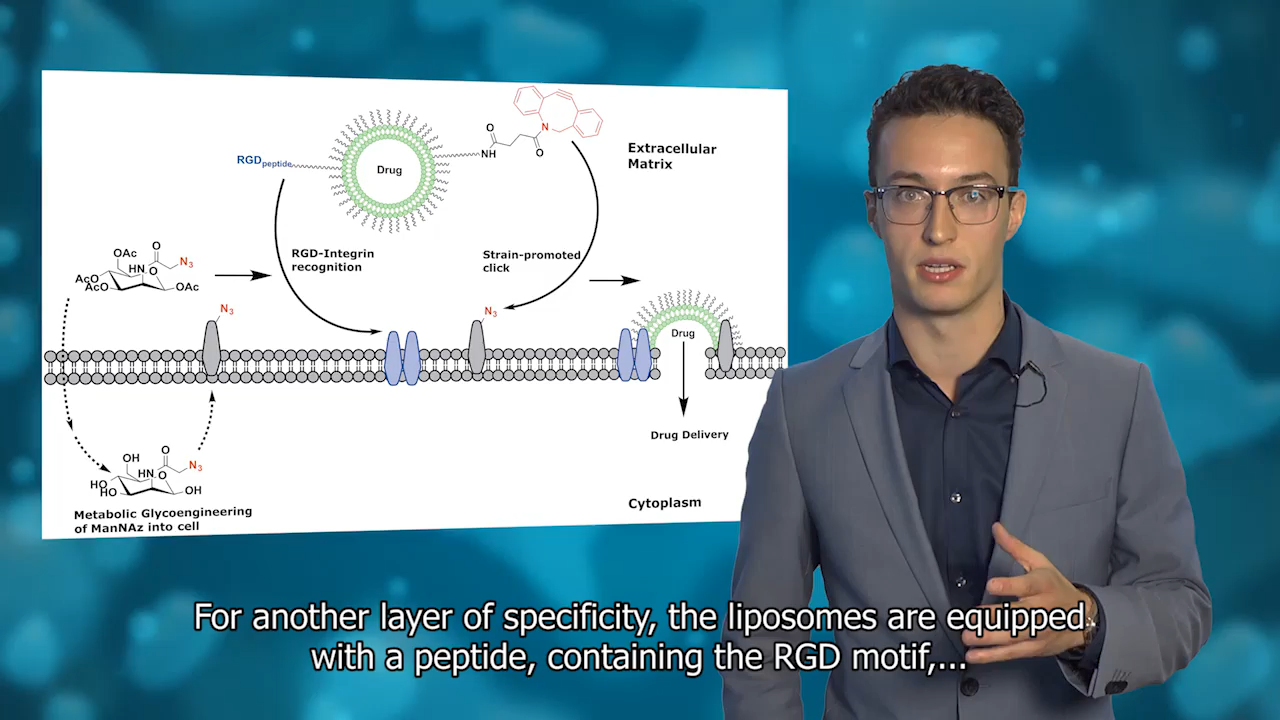 RGDpeptide
Drug
O
NH
O
N
Extracellular
Matrix
RGD-Integrin
recognition
Strain-promoted
click
OAc
O
N3
HN
O
AcO
AcO
OAc
N3
N3
Drug
Drug Delivery
OH
O
N3
HN
O
HO
HO
OH
Metabolic Glycoengineering
of ManNAz into cell
Cytoplasm
For another layer of specificity, the liposomes are equipped
with a peptide, containing the RGD motif,...